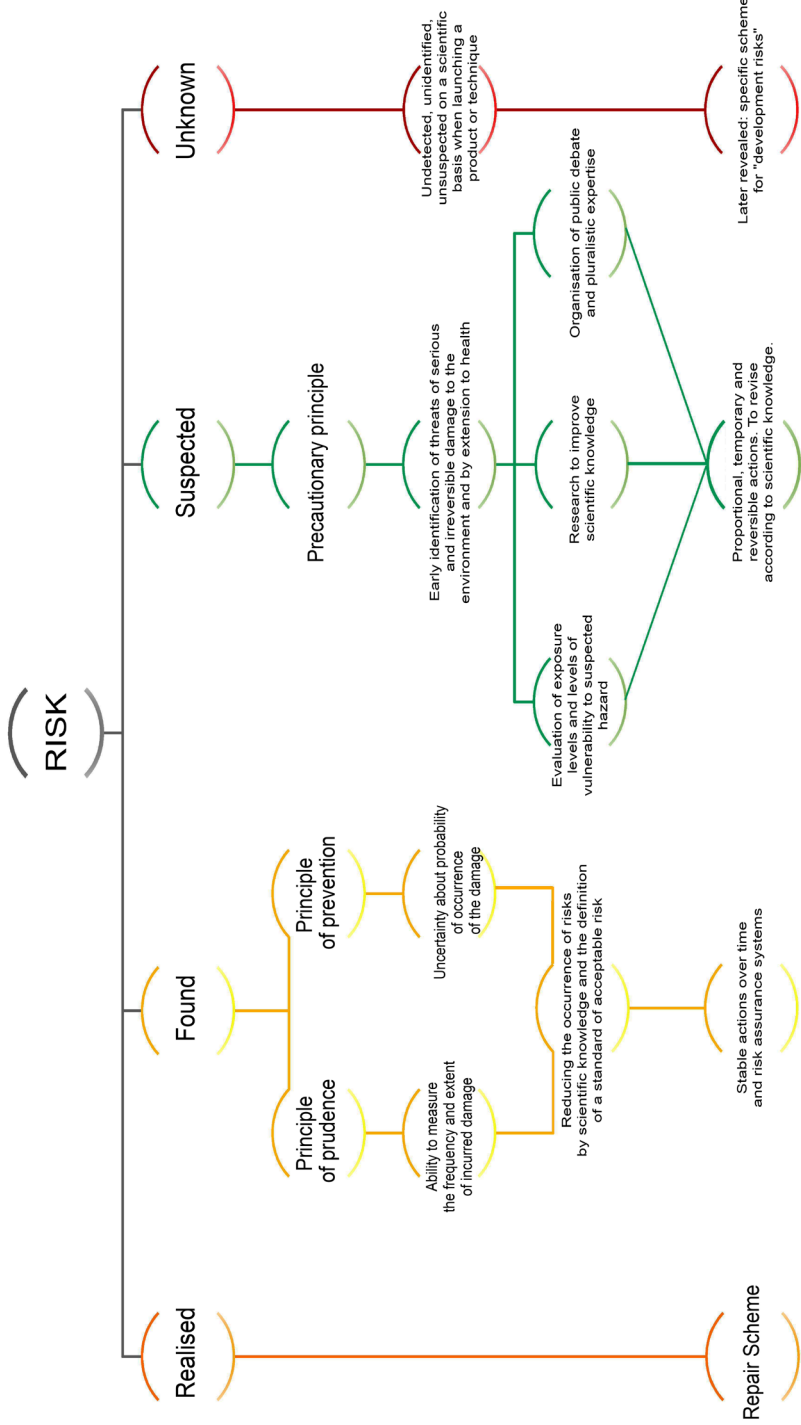 RISK
Realised
Found
Suspected
Unknown
Principle
of prudence
Principle
of prevention
Precautionary principle
Ability to measure
the frequency and extent
of incurred damage
Uncertainty about probability
of occurrence
of the damage
Early identification of threats of serious
and irreversible damage to the
environment and by extension to health
Undetected, unidentified,
unsuspected on a scientific
basis when launching a
product or technique
Reducing the occurrence of risks
by scientific knowledge and the definition
of a standard of acceptable risk
Evaluation of exposure
levels and levels of
vulnerability to suspected
hazard
Research to improve
scientific knowledge
Organisation of public debate
and pluralistic expertise
Repair Scheme
Stable actions over time
and risk assurance systems
Proportional, temporary and
reversible actions. To revise
according to scientific knowledge.
Later revealed: specific scheme
for "development risks"